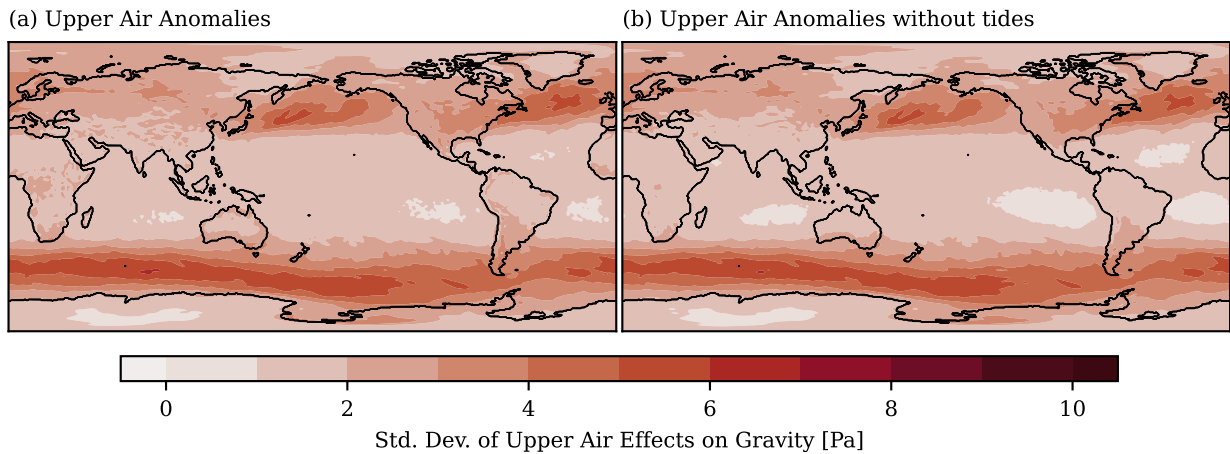 (a) Upper Air Anomalies
(b) Upper Air Anomalies without tides
0 2 4 6 8 10
Std. Dev. of Upper Air Effects on Gravity [Pa]